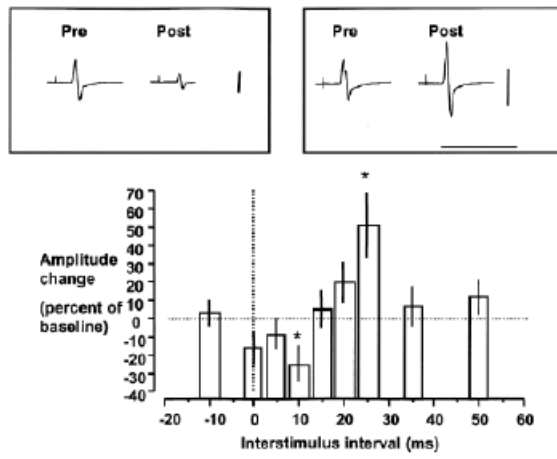 Pre Post
Pre Post
*
70
60
50
40
30
20
10
0
-10
-20
-30
-40
Amplitude
change
(percent of
baseline)
*
-20 -10 0 10 20 30 40 50 60
Interstimulus interval (ms)